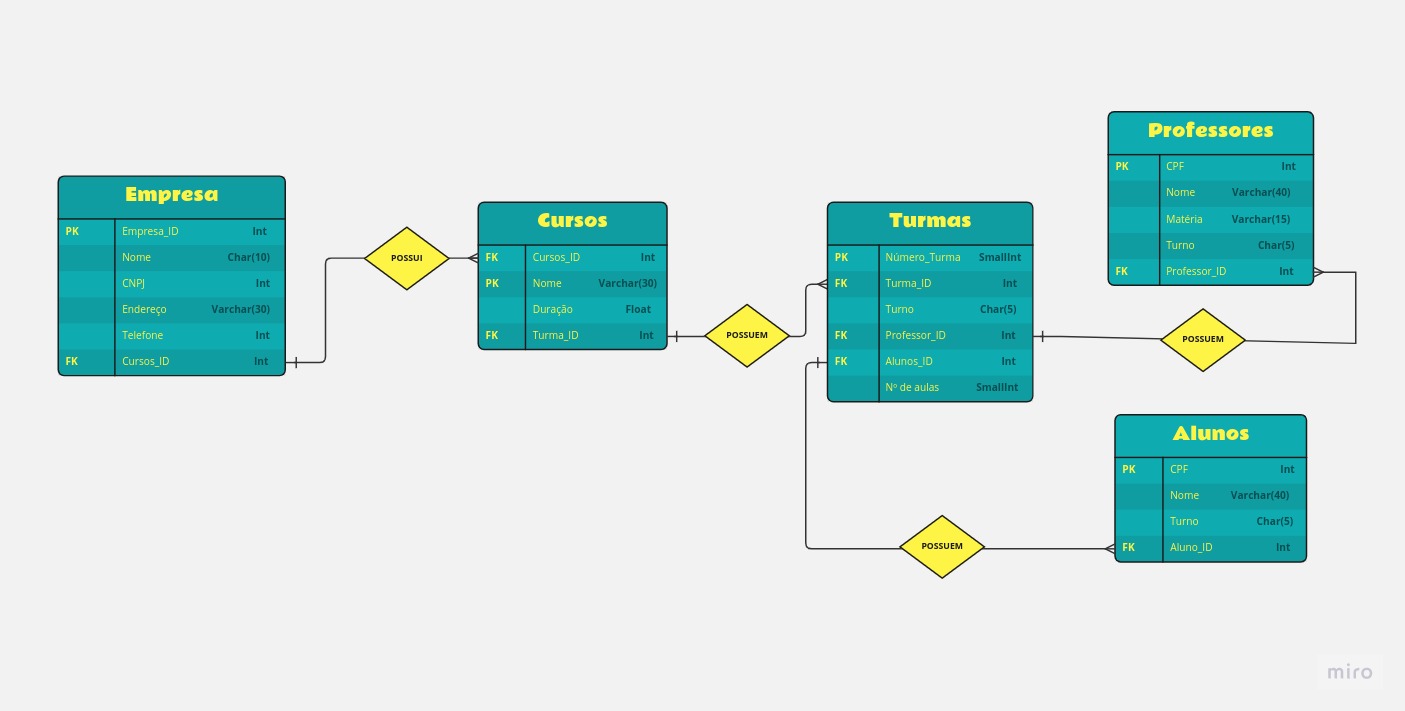 Empresa
PK Empresa_ID Int
Nome Char(10)
CNPJ Int
Endereço Varchar(30)
Telefone Int
FK Cursos_ID Int
POSSUI
Cursos
FK Cursos_ID Int
PK Nome Varchar(30)
Duração Float
FK Turma_ID Int
POSSUEM
Turmas
PK Número_Turma SmallInt
FK Turma_ID Int
Turno Char(5)
FK Professor_ID Int
FK Alunos_ID Int
Nº de aulas SmallInt
Professores
PK CPF Int
Nome Varchar(40)
Matéria Varchar(15)
Turno Char(5)
FK Professor_ID Int
POSSUEM
Alunos
PK CPF Int
Nome Varchar(40)
Turno Char(5)
FK Aluno_ID Int
POSSUEM
miro